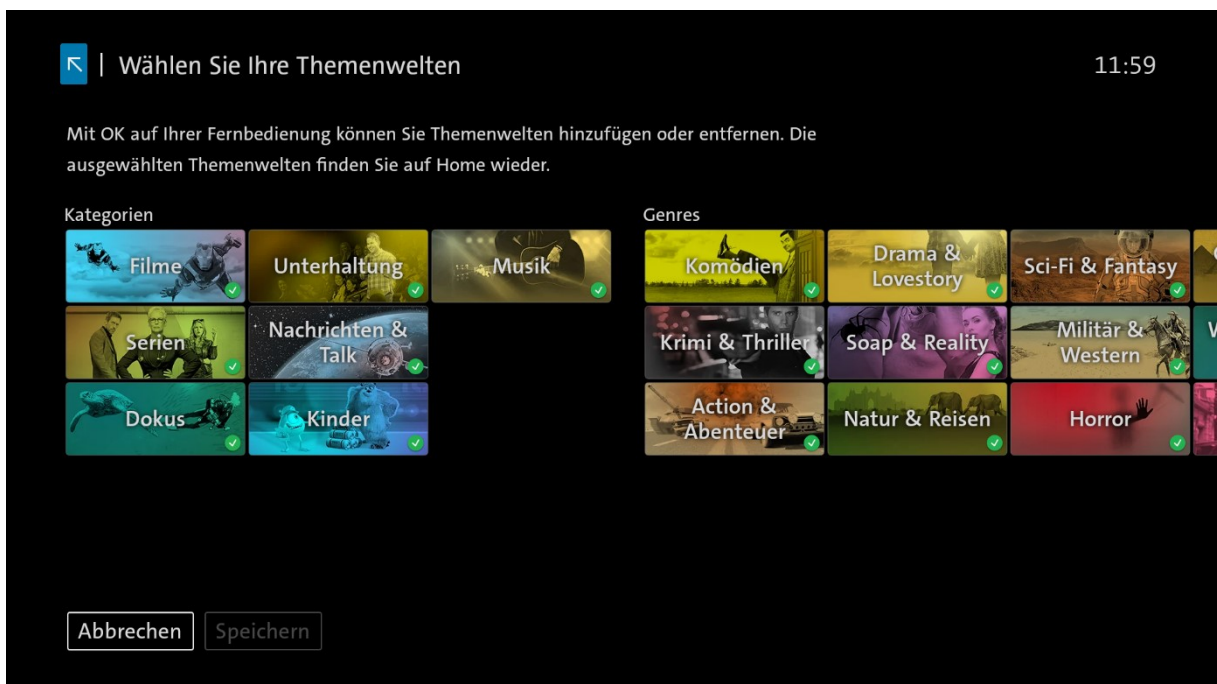 | Wählen Sie Ihre Themenwelten
11:59
Mit OK auf Ihrer Fernbedienung können Sie Themenwelten hinzufügen oder entfernen. Die
ausgewählten Themenwelten finden Sie auf Home wieder.
Kategorien
Filme
Unterhaltung
Musik
Serien
Nachrichten &
Talk
Dokus
Kinder
Genres
Komödien
Drama &
Lovestory
Sci-Fi & Fantasy
Krimi & Thriller
Soap & Reality
Militär &
Western
Action &
Abenteuer
Natur & Reisen
Horror
Abbrechen
Speichern